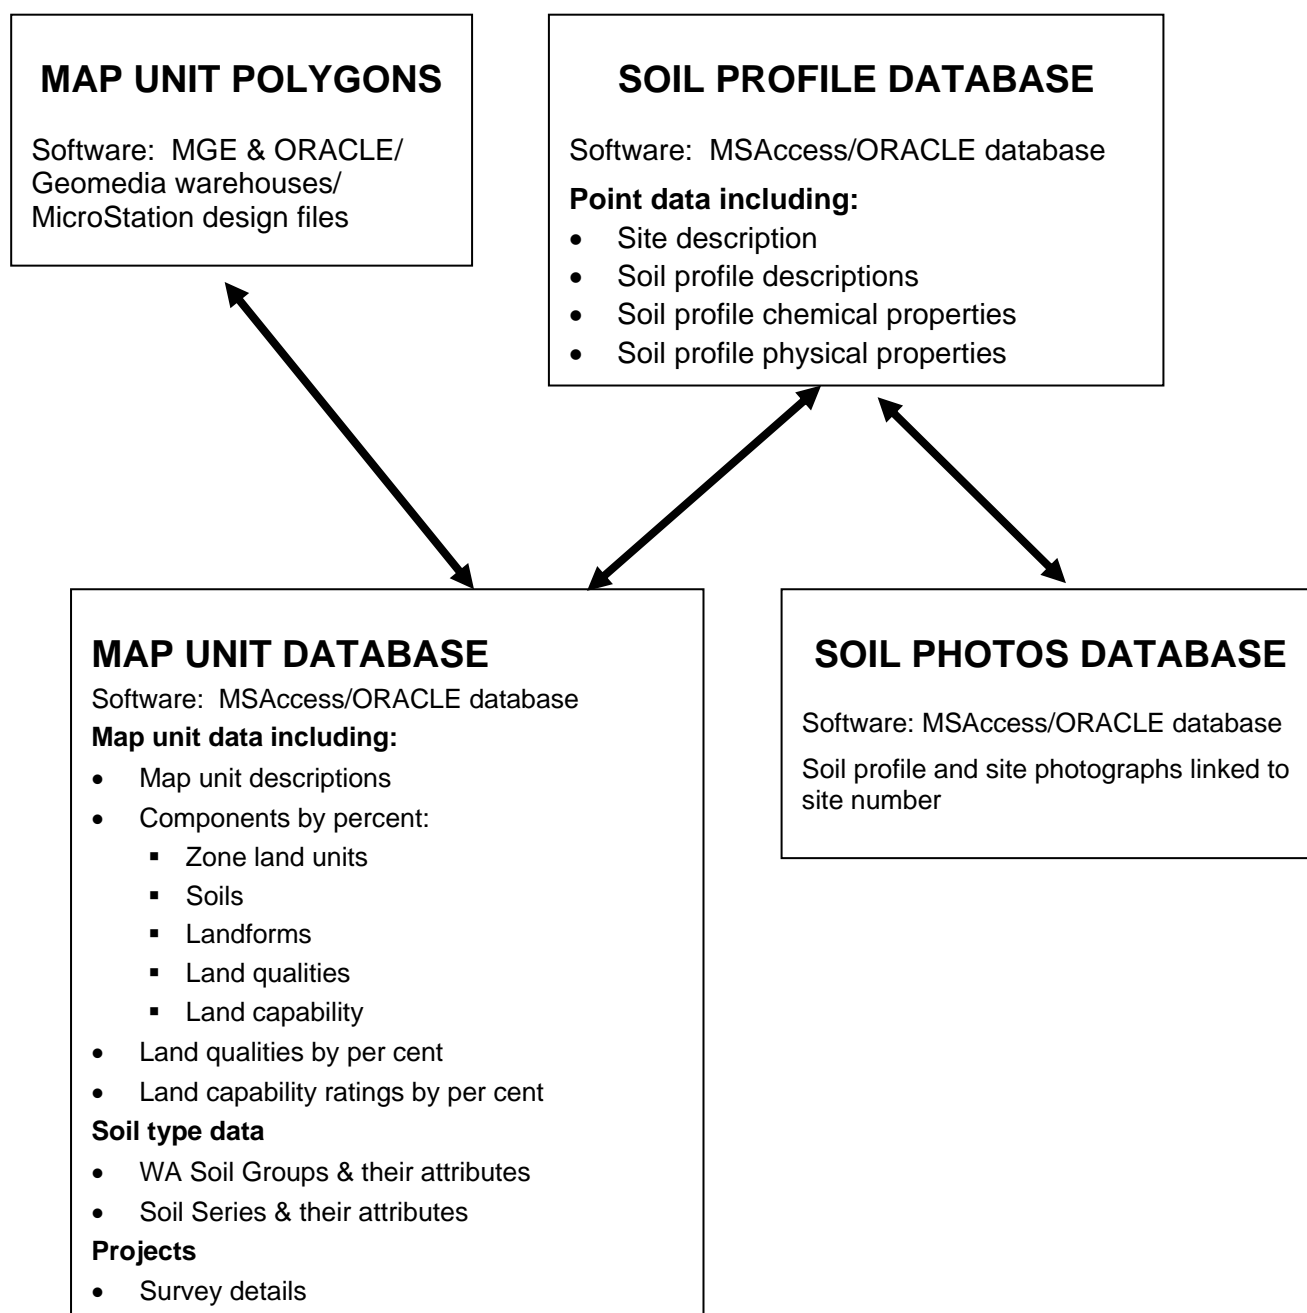 MAP UNIT POLYGONS
Software:  MGE & ORACLE/
Geomedia warehouses/
MicroStation design files
SOIL PROFILE DATABASE
Software:  MSAccess/ORACLE database
Point data including:
• Site description
• Soil profile descriptions
• Soil profile chemical properties
• Soil profile physical properties
MAP UNIT DATABASE
Software:  MSAccess/ORACLE database
Map unit data including:
• Map unit descriptions
• Components by percent:
▪ Zone land units
▪ Soils
▪ Landforms
▪ Land qualities
▪ Land capability
• Land qualities by per cent
• Land capability ratings by per cent
Soil type data
• WA Soil Groups & their attributes
• Soil Series & their attributes
Projects
• Survey details
SOIL PHOTOS DATABASE
Software: MSAccess/ORACLE database
Soil profile and site photographs linked to
site number